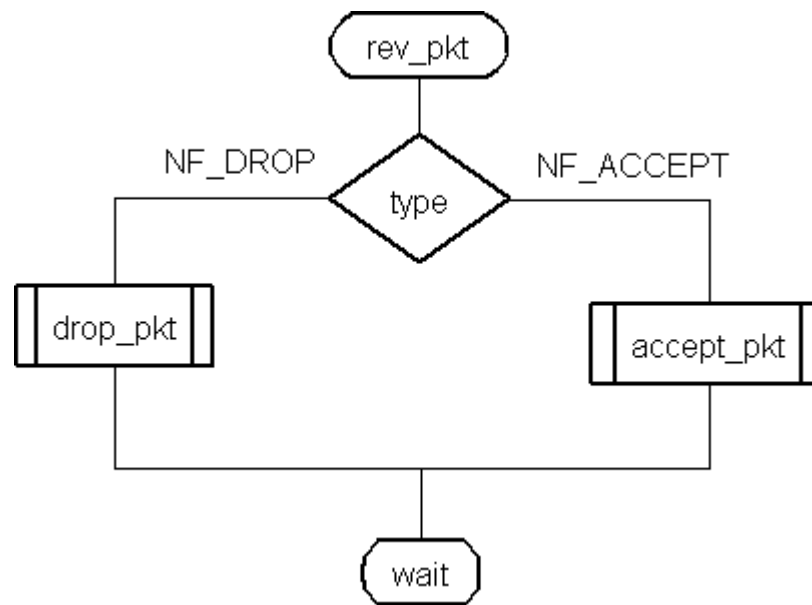 rev_pkt
NF_DROP
NF_ACCEPT
type
drop_pkt
accept_pkt
wait